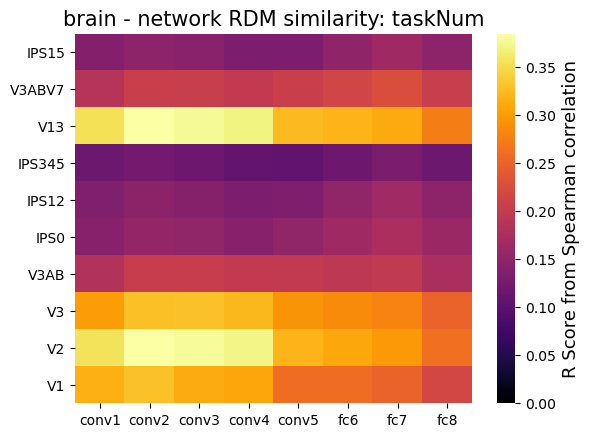 brain - network RDM similarity: taskNum
IPS15
V3ABV7
V13
IPS345
IPS12
IPS0
V3AB
V3
V2
V1
conv1 conv2 conv3 conv4 conv5 fc6 fc7 fc8
0.35
0.30
0.25
0.20
0.15
0.10
0.05
0.00
R Score from Spearman correlation